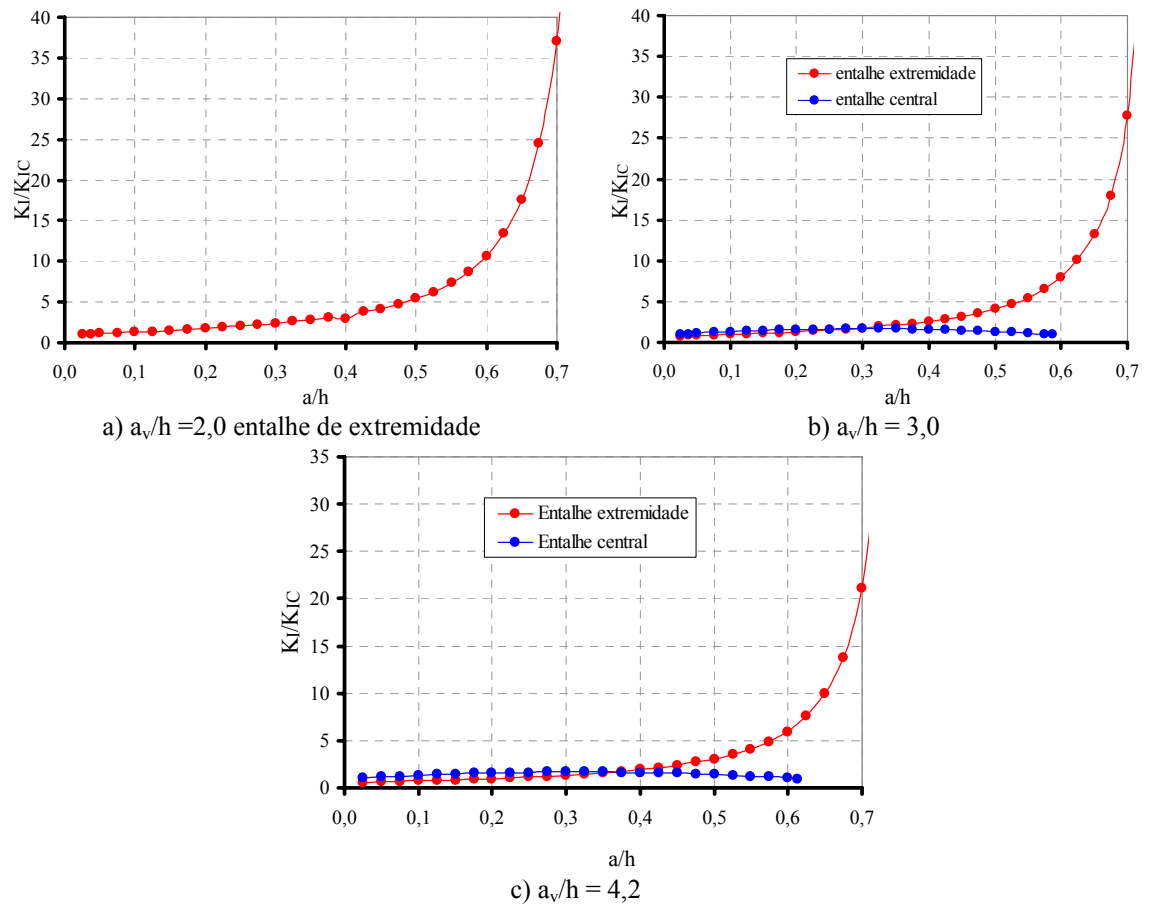 40
35
30
25
20
15
10
5
0
KI/KIC
0,0 0,1 0,2 0,3 0,4 0,5 0,6 0,7
a/h
a) av/h =2,0 entalhe de extremidade
40
35
30
25
20
15
10
5
0
KI/KIC
entalhe extremidade
entalhe central
0,0 0,1 0,2 0,3 0,4 0,5 0,6 0,7
a/h
b) av/h = 3,0
35
30
25
20
15
10
5
0
KI/KIC
Entalhe extremidade
Entalhe central
0,0 0,1 0,2 0,3 0,4 0,5 0,6 0,7
a/h
c) av/h = 4,2